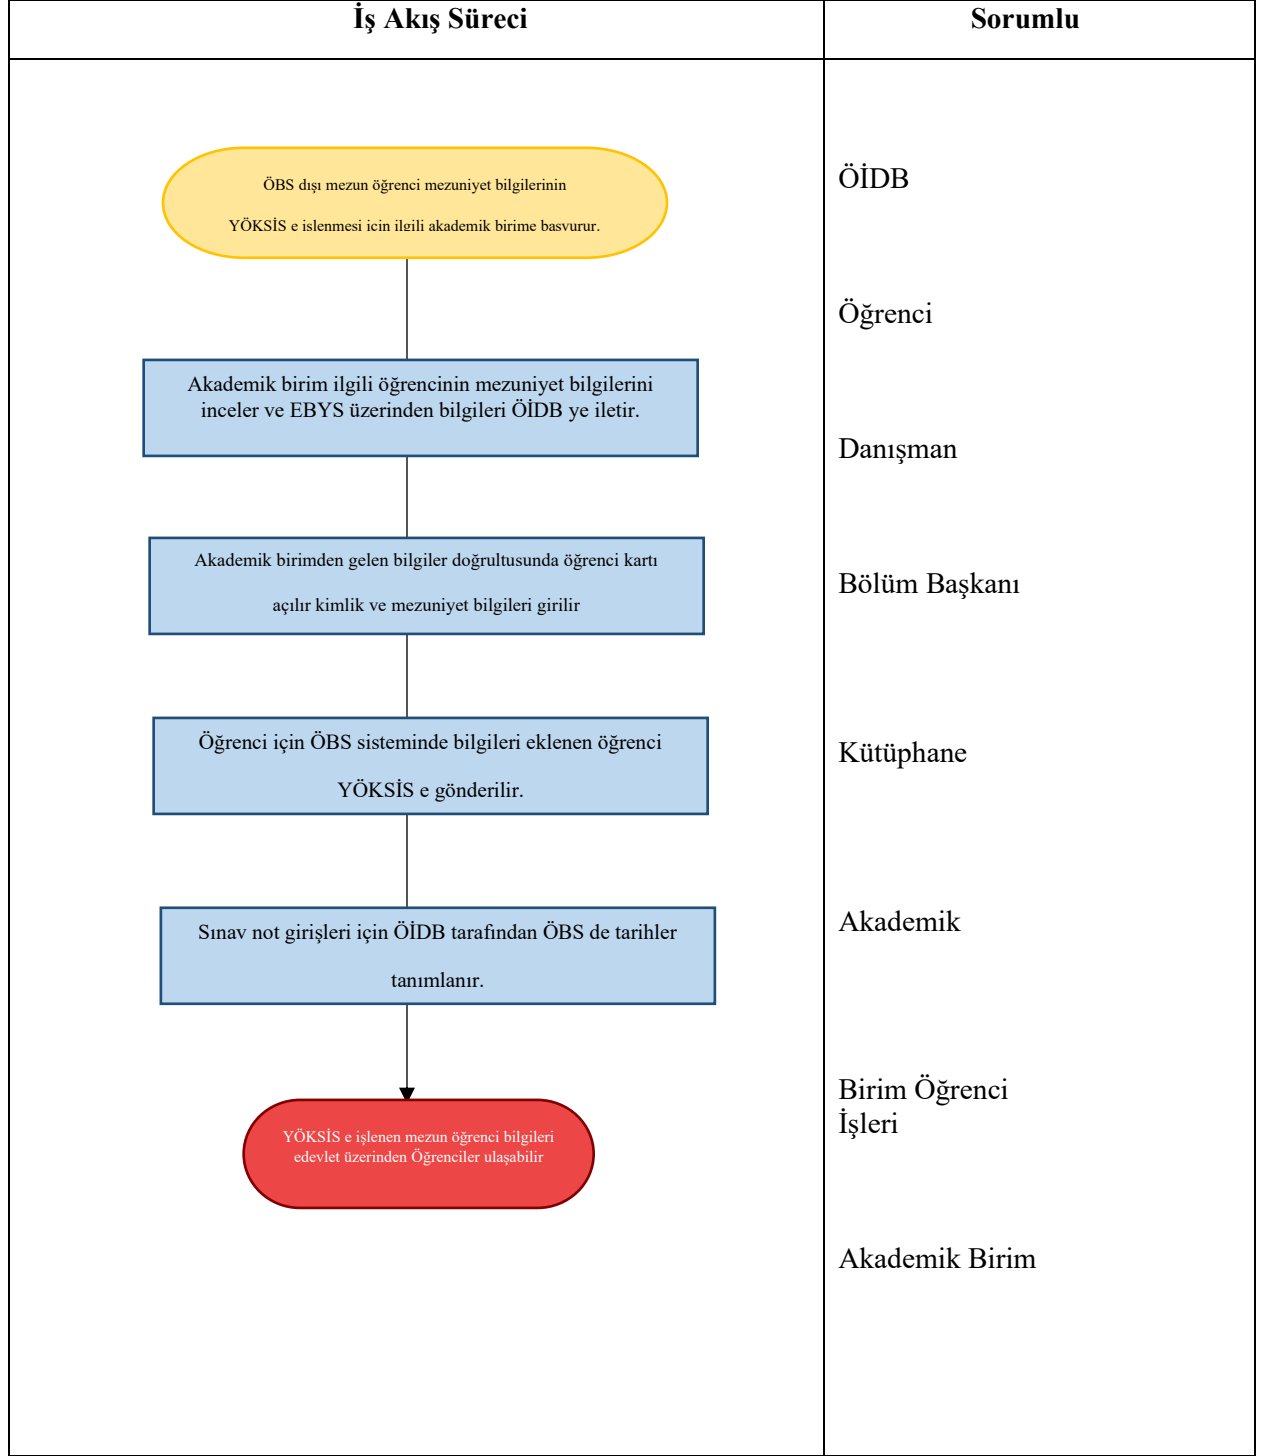 İş Akış Süreci
Sorumlu
ÖBS dışı mezun öğrenci mezuniyet bilgilerinin
YÖKSİS e islenmesi icin ilgili akademik birime basvurur.
Akademik birim ilgili öğrencinin mezuniyet bilgilerini
inceler ve EBYS üzerinden bilgileri ÖİDB ye iletir.
Akademik birimden gelen bilgiler doğrultusunda öğrenci kartı
açılır kimlik ve mezuniyet bilgileri girilir
Öğrenci için ÖBS sisteminde bilgileri eklenen öğrenci
YÖKSİS e gönderilir.
Sınav not girişleri için ÖİDB tarafından ÖBS de tarihler
tanımlanır.
YÖKSİS e işlenen mezun öğrenci bilgileri
edevlet üzerinden Öğrenciler ulaşabilir
ÖİDB
Öğrenci
Danışman
Bölüm Başkanı
Kütüphane
Akademik
Birim Öğrenci
İşleri
Akademik Birim